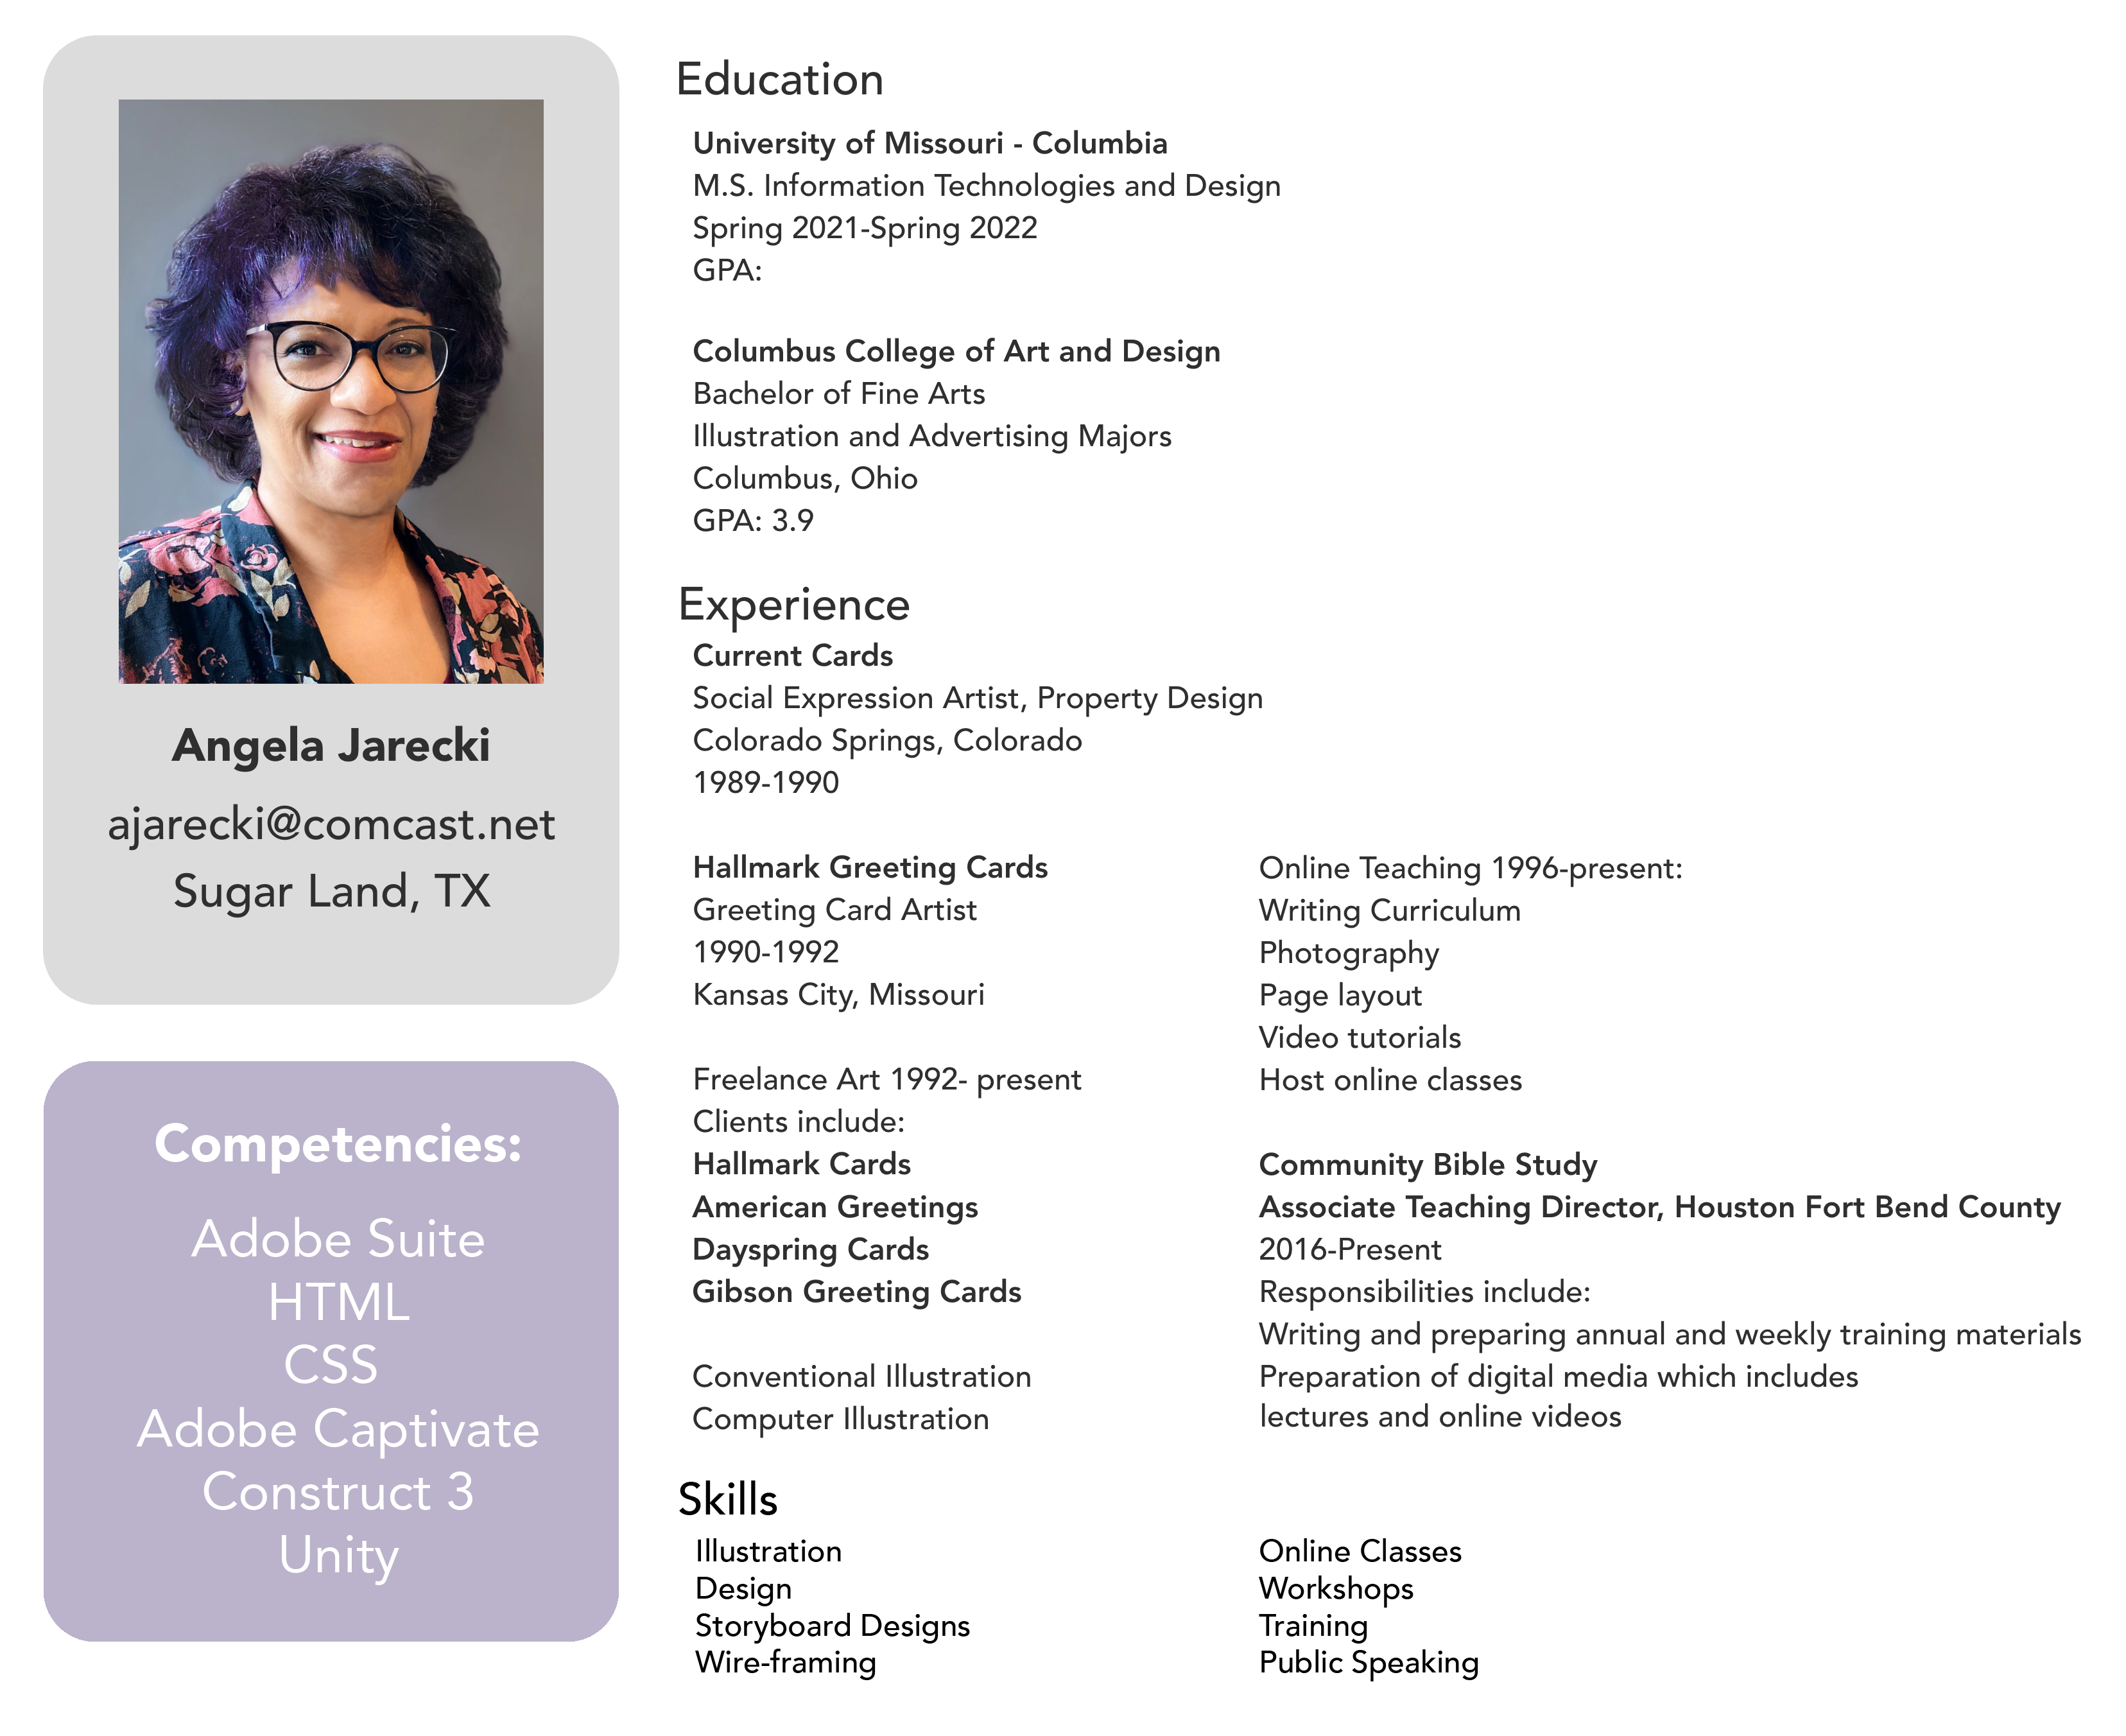 Angela Jarecki
ajarecki@comcast.net
Sugar Land, TX
Competencies:
Adobe Suite
HTML
CSS
Adobe Captivate
Construct 3
Unity
Education
University of Missouri - Columbia
M.S. Information Technologies and Design
Spring 2021-Spring 2022
GPA:
Columbus College of Art and Design
Bachelor of Fine Arts
Illustration and Advertising Majors
Columbus, Ohio
GPA: 3.9
Experience
Current Cards
Social Expression Artist, Property Design
Colorado Springs, Colorado
1989-1990
Hallmark Greeting Cards
Greeting Card Artist
1990-1992
Kansas City, Missouri
Freelance Art 1992- present
Clients include:
Hallmark Cards
American Greetings
Dayspring Cards
Gibson Greeting Cards
Conventional Illustration
Computer Illustration
Online Teaching 1996-present:
Writing Curriculum
Photography
Page layout
Video tutorials
Host online classes
Community Bible Study
Associate Teaching Director, Houston Fort Bend County
2016-Present
Responsibilities include:
Writing and preparing annual and weekly training materials
Preparation of digital media which includes
lectures and online videos
Skills
Illustration
Design
Storyboard Designs
Wire-framing
Online Classes
Workshops
Training
Public Speaking